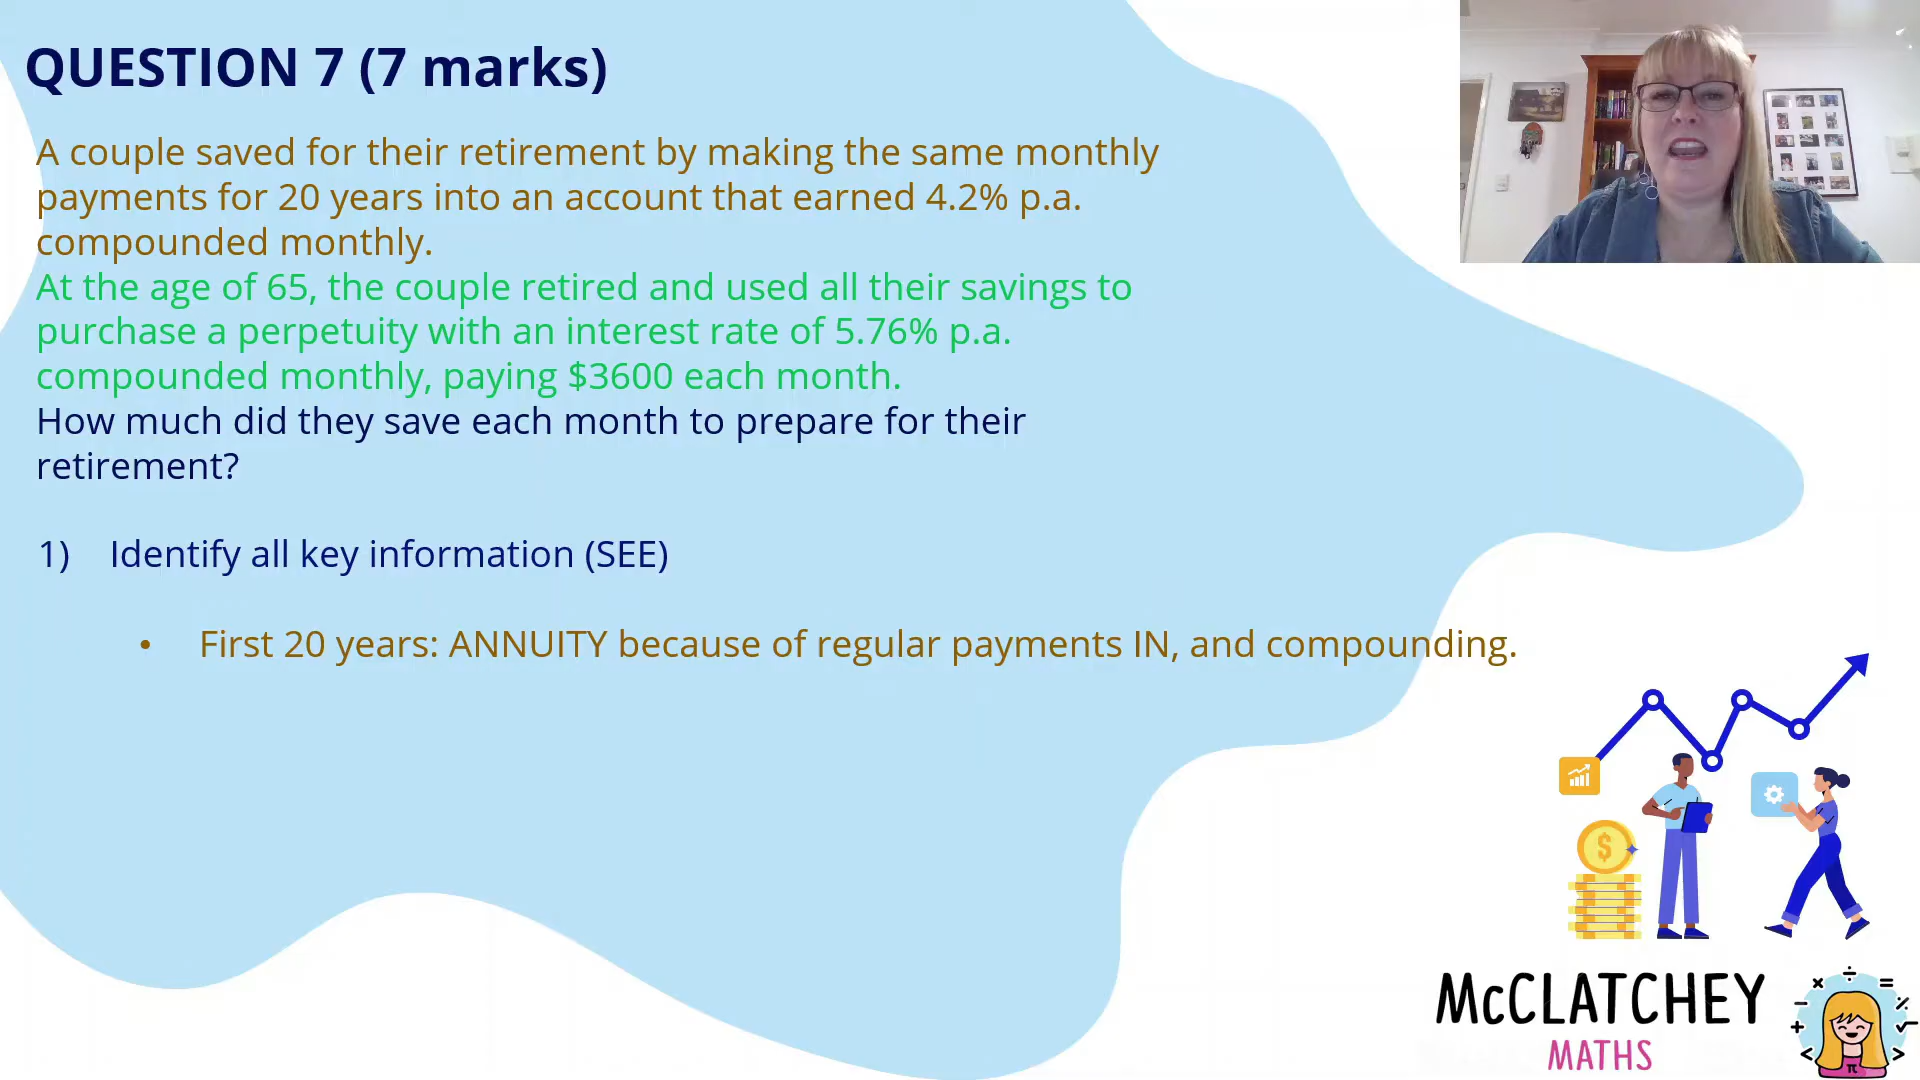 QUESTION 7 (7 marks)
A couple saved for their retirement by making the same monthly
payments for 20 years into an account that earned 4.2% p.a.
compounded monthly.
At the age of 65, the couple retired and used all their savings to
purchase a perpetuity with an interest rate of 5.76% p.a.
compounded monthly, paying $3600 each month.
How much did they save each month to prepare for their
retirement?
1) Identify all key information (SEE)
• First 20 years: ANNUITY because of regular payments IN, and compounding.
$
McCLATCHEY
MATHS
× ÷ =
− %
+ √
< π >